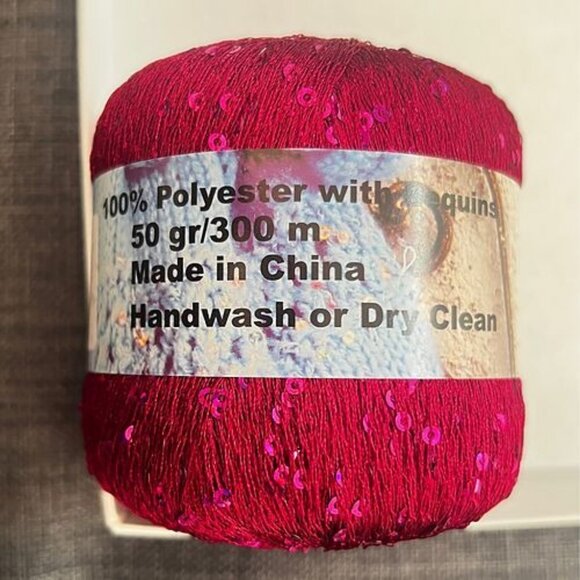 100% Polyester with Sequins
50 gr/300 m
Made in China
Handwash or Dry Clean